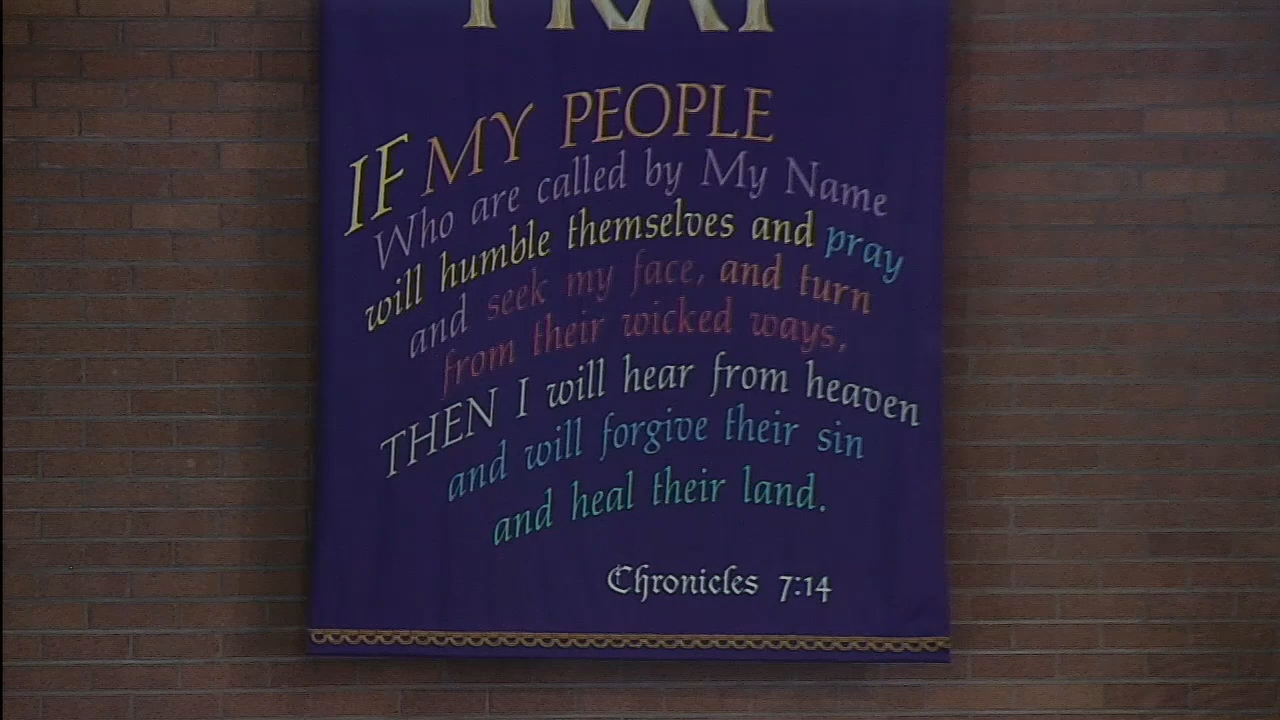 PRAY
IF MY PEOPLE
Who are called by My Name
will humble themselves and pray
and seek my face, and turn
from their wicked ways,
THEN I will hear from heaven
and will forgive their sin
and heal their land.
Chronicles 7:14